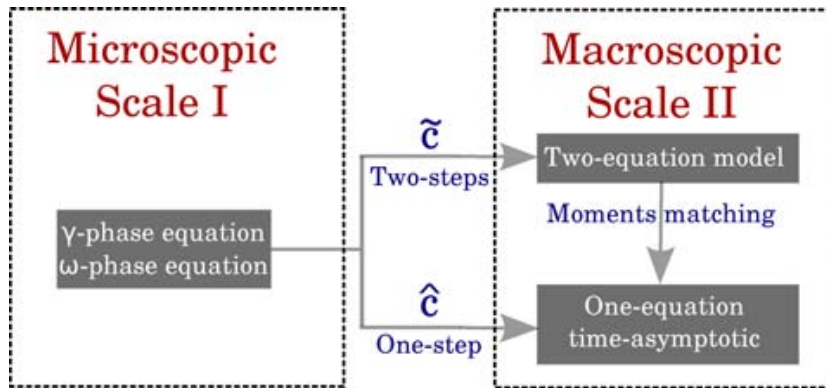 Microscopic
Scale I
γ-phase equation
ω-phase equation
c̃
Two-steps
ĉ
One-step
Macroscopic
Scale II
Two-equation model
Moments matching
One-equation
time-asymptotic